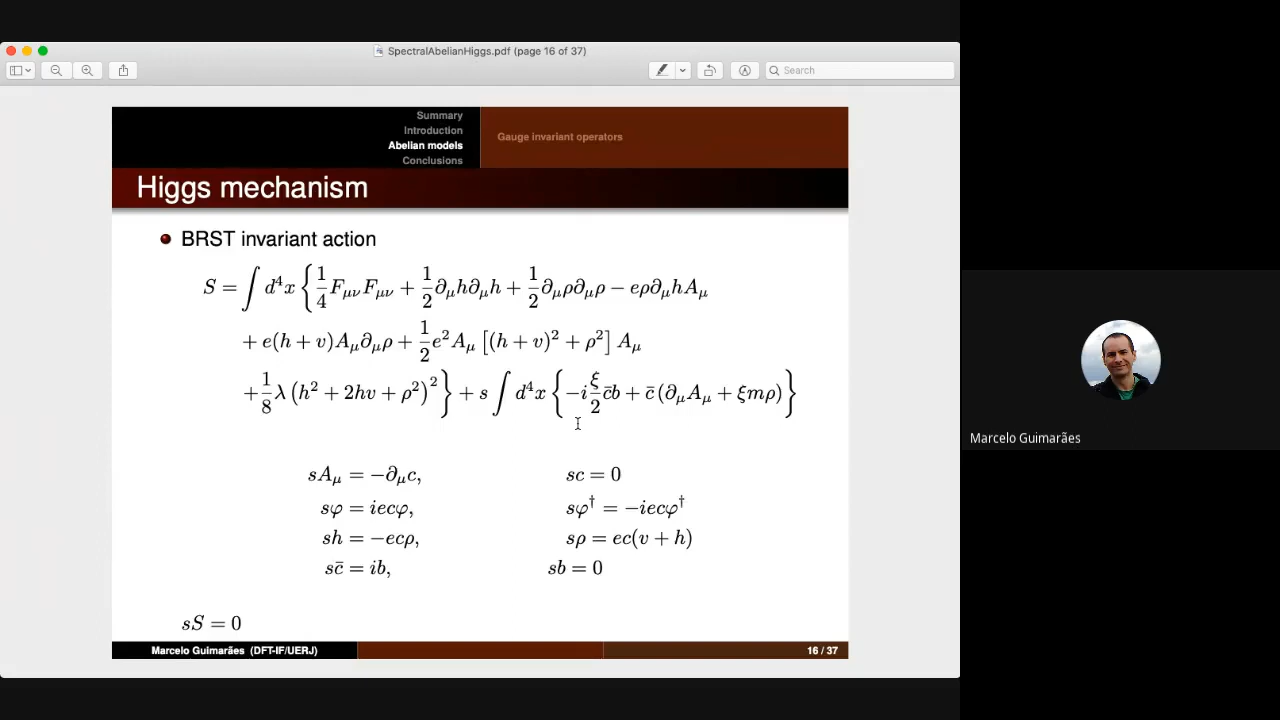 SpectralAbelianHiggs.pdf (page 16 of 37)
Search
Summary
Introduction
Abelian models
Conclusions
Gauge invariant operators
Higgs mechanism
BRST invariant action
S = ∫ d⁴x { 1/4 F_μν F_μν + 1/2 ∂_μ h ∂_μ h + 1/2 ∂_μ ρ ∂_μ ρ − eρ ∂_μ h A_μ
+ e(h + v)A_μ ∂_μ ρ + 1/2 e² A_μ [(h + v)² + ρ²] A_μ
+ 1/8 λ (h² + 2hv + ρ²)² } + s ∫ d⁴x { −i ξ/2 c̄b + c̄ (∂_μ A_μ + ξmρ) }
sA_μ = −∂_μ c, sc = 0
sφ = iecφ, sφ† = −iecφ†
sh = −ecρ, sρ = ec(v + h)
sc̄ = ib, sb = 0
sS = 0
Marcelo Guimarães (DFT-IF/UERJ) 16 / 37
Marcelo Guimarães